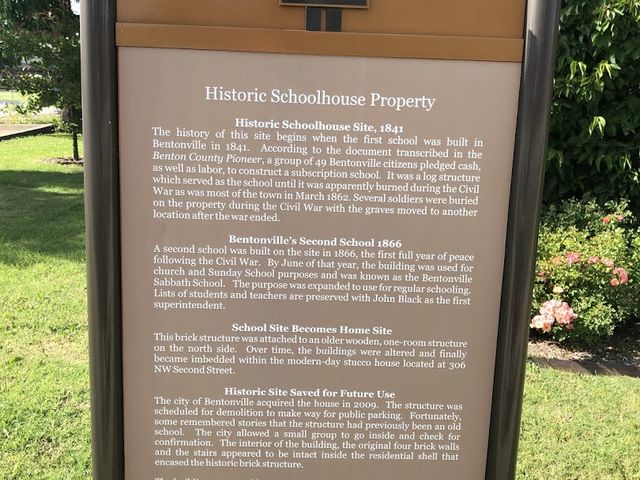 Historic Schoolhouse Property
Historic Schoolhouse Site, 1841
The history of this site begins when the first school was built in
Bentonville in 1841. According to the document transcribed in the
Benton County Pioneer, a group of 49 Bentonville citizens pledged cash,
as well as labor, to construct a subscription school. It was a log structure
which served as the school until it was apparently burned during the Civil
War as was most of the town in March 1862. Several soldiers were buried
on the property during the Civil War with the graves moved to another
location after the war ended.
Bentonville's Second School 1866
A second school was built on the site in 1866, the first full year of peace
following the Civil War. By June of that year, the building was used for
church and Sunday School purposes and was known as the Bentonville
Sabbath School. The purpose was expanded to use for regular schooling.
Lists of students and teachers are preserved with John Black as the first
superintendent.
School Site Becomes Home Site
This brick structure was attached to an older wooden, one-room structure
on the north side. Over time, the buildings were altered and finally
became imbedded within the modern-day stucco house located at 306
NW Second Street.
Historic Site Saved for Future Use
The city of Bentonville acquired the house in 2009. The structure was
scheduled for demolition to make way for public parking. Fortunately,
some remembered stories that the structure had previously been an old
school. The city allowed a small group to go inside and check for
confirmation. The interior of the building, the original four brick walls
and the stairs appeared to be intact inside the residential shell that
encased the historic brick structure.